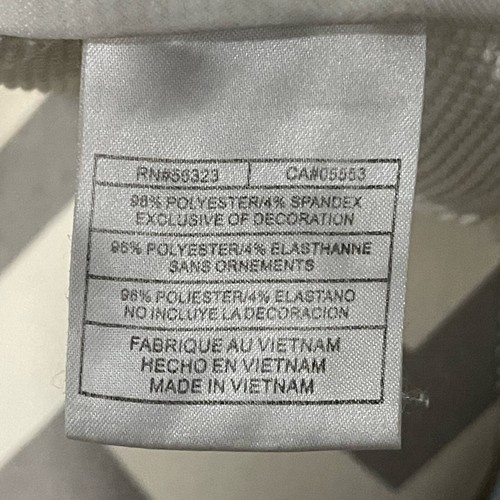 RN#56323 CA#05553
96% POLYESTER/4% SPANDEX
EXCLUSIVE OF DECORATION
96% POLYESTER/4% ELASTHANNE
SANS ORNEMENTS
96% POLIESTER/4% ELASTANO
NO INCLUYE LA DECORACION
FABRIQUE AU VIETNAM
HECHO EN VIETNAM
MADE IN VIETNAM